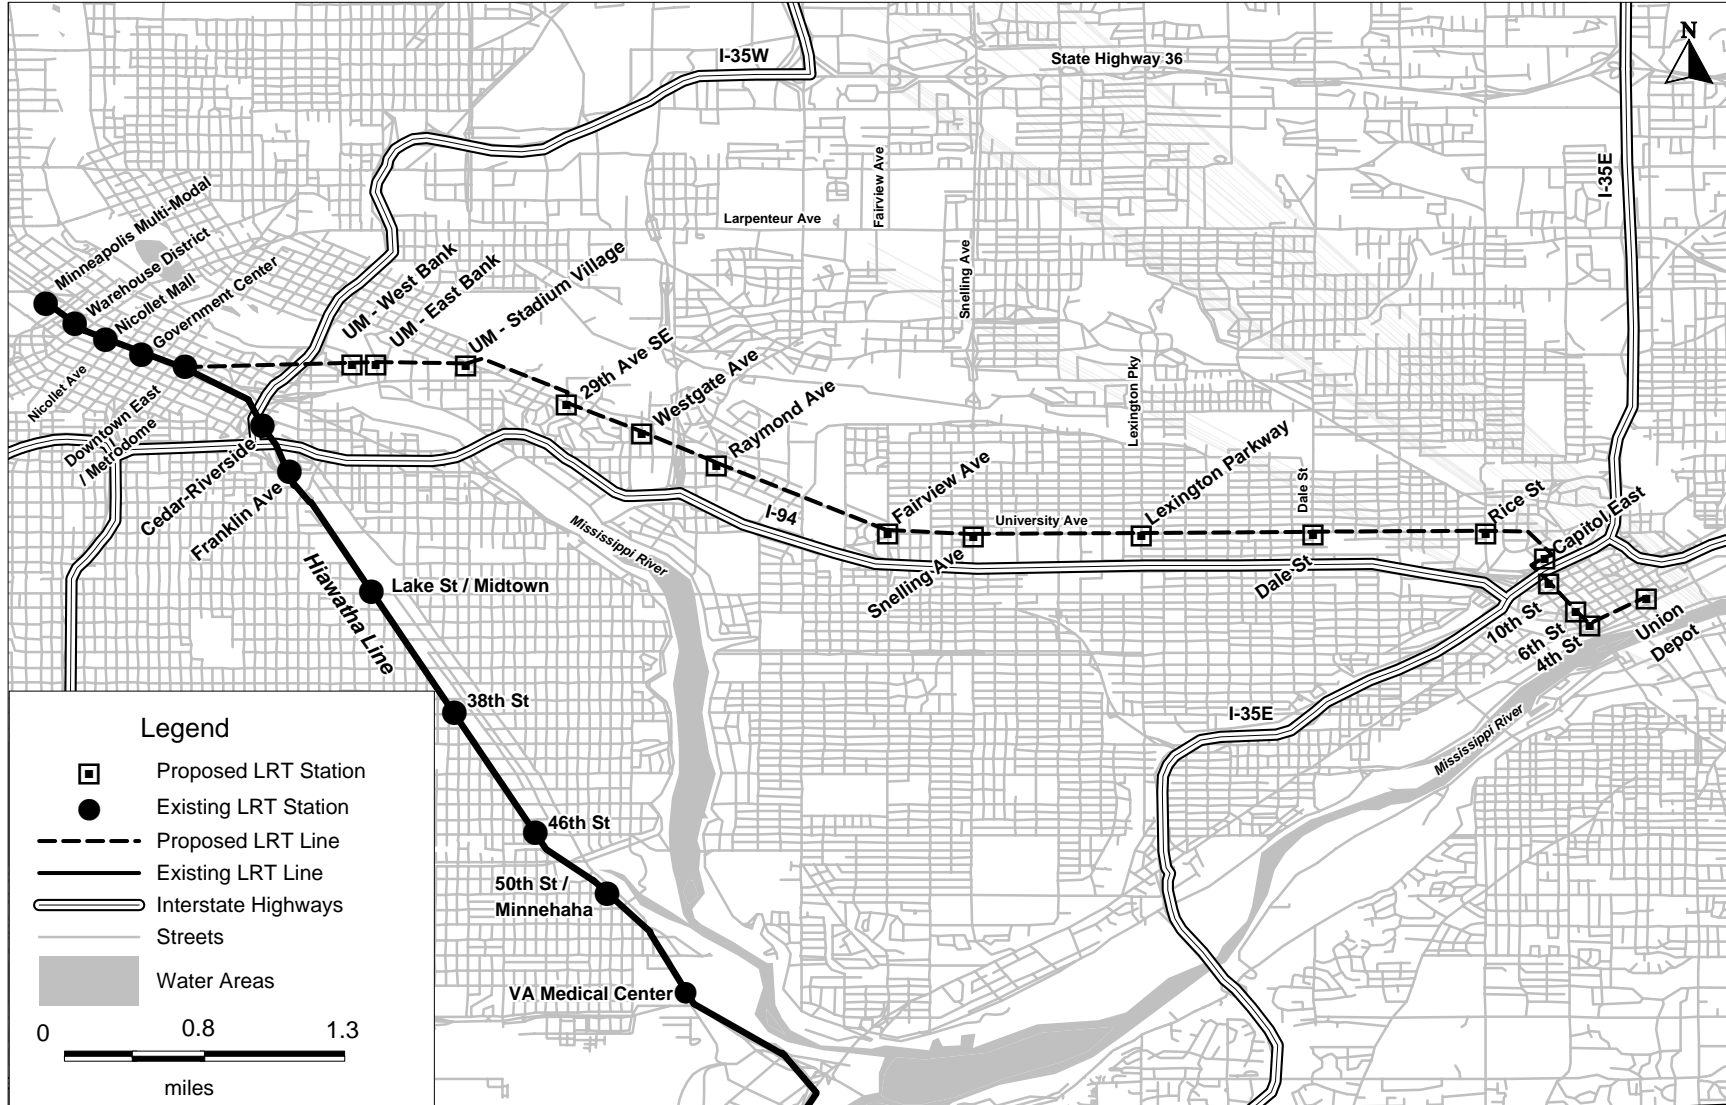 I-35W
State Highway 36
N
I-35E
Fairview Ave
Larpenteur Ave
Snelling Ave
Minneapolis Multi-Modal
Warehouse District
Nicollet Mall
Government Center
UM - West Bank
UM - East Bank
UM - Stadium Village
29th Ave SE
Westgate Ave
Raymond Ave
Lexington Pky
Nicollet Ave
Downtown East
/ Metrodome
Cedar-Riverside
Franklin Ave
Fairview Ave
Lexington Parkway
Dale St
Rice St
Capitol East
I-94
University Ave
Mississippi River
Snelling Ave
Dale St
Hiawatha Line
Lake St / Midtown
10th St
6th St
4th St
Union
Depot
38th St
I-35E
Mississippi River
46th St
50th St /
Minnehaha
VA Medical Center
Legend
Proposed LRT Station
Existing LRT Station
Proposed LRT Line
Existing LRT Line
Interstate Highways
Streets
Water Areas
0 0.8 1.3
miles